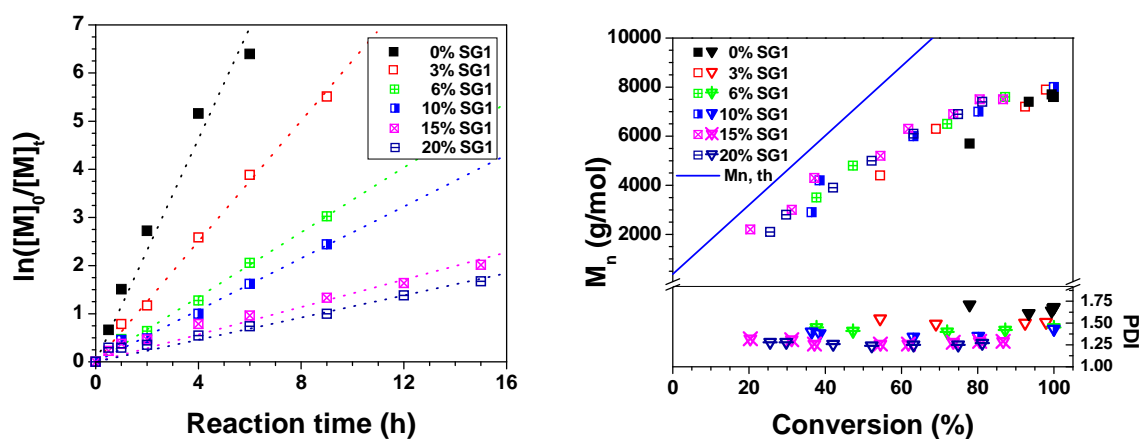 7
6
5
4
3
2
1
0
0
4
8
12
16
ln([M]₀/[M]ₜ)
Reaction time (h)
0% SG1
3% SG1
6% SG1
10% SG1
15% SG1
20% SG1
10000
8000
6000
4000
2000
Mₙ (g/mol)
0% SG1
3% SG1
6% SG1
10% SG1
15% SG1
20% SG1
Mn, th
1.75
1.50
1.25
1.00
PDI
0
20
40
60
80
100
Conversion (%)